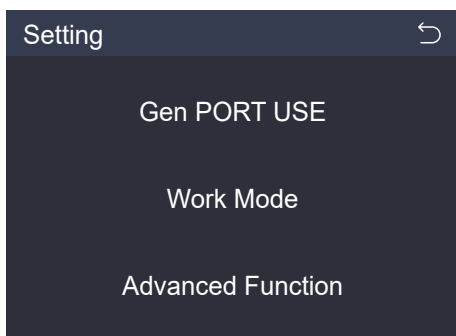 Setting
Gen PORT USE
Work Mode
Advanced Function